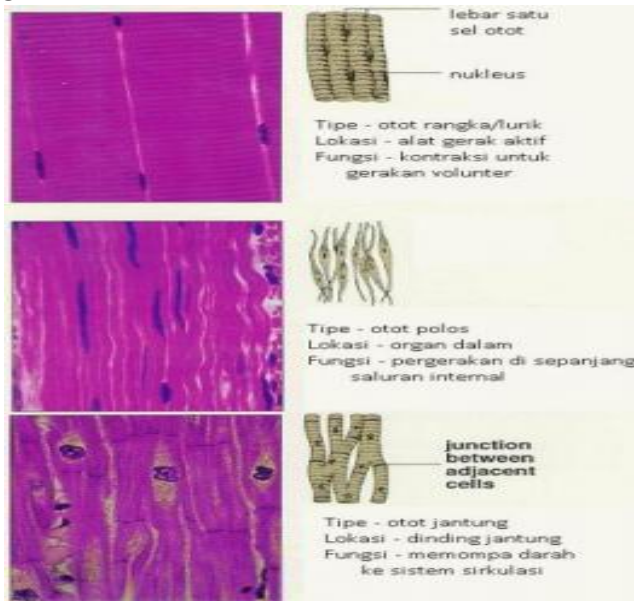 lebar satu
sel otot
nukleus
Tipe - otot rangka/lurik
Lokasi - alat gerak aktif
Fungsi - kontraksi untuk
gerakan volunter
Tipe - otot polos
Lokasi - organ dalam
Fungsi - pergerakan di sepanjang
saluran internal
junction
between
adjacent
cells
Tipe - otot jantung
Lokasi - dinding jantung
Fungsi - memompa darah
ke sistem sirkulasi